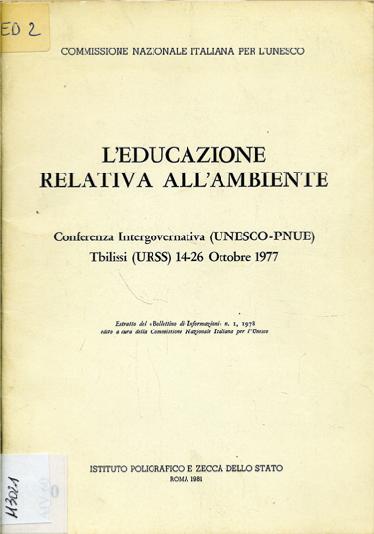 ED 2
COMMISSIONE NAZIONALE ITALIANA PER L'UNESCO
L'EDUCAZIONE
RELATIVA ALL'AMBIENTE
Conferenza Intergovernativa (UNESCO-PNUE)
Tbilissi (URSS) 14-26 Ottobre 1977
Estratto del «Bollettino di Informazioni» n. 1, 1978
edito a cura della Commissione Nazionale Italiana per l'Unesco
ISTITUTO POLIGRAFICO E ZECCA DELLO STATO
ROMA 1981